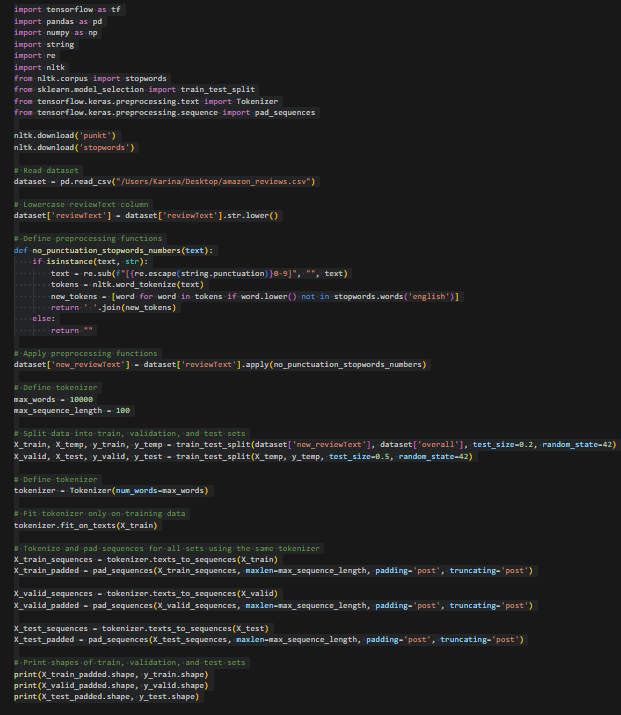 import tensorflow as tf
import pandas as pd
import numpy as np
import string
import re
import nltk
from nltk.corpus import stopwords
from sklearn.model_selection import train_test_split
from tensorflow.keras.preprocessing.text import Tokenizer
from tensorflow.keras.preprocessing.sequence import pad_sequences

nltk.download('punkt')
nltk.download('stopwords')

# Read dataset
dataset = pd.read_csv("/Users/Karina/Desktop/amazon_reviews.csv")

# Lowercase reviewText column
dataset['reviewText'] = dataset['reviewText'].str.lower()

# Define preprocessing functions
def no_punctuation_stopwords_numbers(text):
    if isinstance(text, str):
        text = re.sub(f"[{re.escape(string.punctuation)}0-9]", "", text)
        tokens = nltk.word_tokenize(text)
        new_tokens = [word for word in tokens if word.lower() not in stopwords.words('english')]
        return ' '.join(new_tokens)
    else:
        return ""

# Apply preprocessing functions
dataset['new_reviewText'] = dataset['reviewText'].apply(no_punctuation_stopwords_numbers)

# Define tokenizer
max_words = 10000
max_sequence_length = 100

# Split data into train, validation, and test sets
X_train, X_temp, y_train, y_temp = train_test_split(dataset['new_reviewText'], dataset['overall'], test_size=0.2, random_state=42)
X_valid, X_test, y_valid, y_test = train_test_split(X_temp, y_temp, test_size=0.5, random_state=42)

# Define tokenizer
tokenizer = Tokenizer(num_words=max_words)

# Fit tokenizer only on training data
tokenizer.fit_on_texts(X_train)

# Tokenize and pad sequences for all sets using the same tokenizer
X_train_sequences = tokenizer.texts_to_sequences(X_train)
X_train_padded = pad_sequences(X_train_sequences, maxlen=max_sequence_length, padding='post', truncating='post')

X_valid_sequences = tokenizer.texts_to_sequences(X_valid)
X_valid_padded = pad_sequences(X_valid_sequences, maxlen=max_sequence_length, padding='post', truncating='post')

X_test_sequences = tokenizer.texts_to_sequences(X_test)
X_test_padded = pad_sequences(X_test_sequences, maxlen=max_sequence_length, padding='post', truncating='post')

# Print shapes of train, validation, and test sets
print(X_train_padded.shape, y_train.shape)
print(X_valid_padded.shape, y_valid.shape)
print(X_test_padded.shape, y_test.shape)